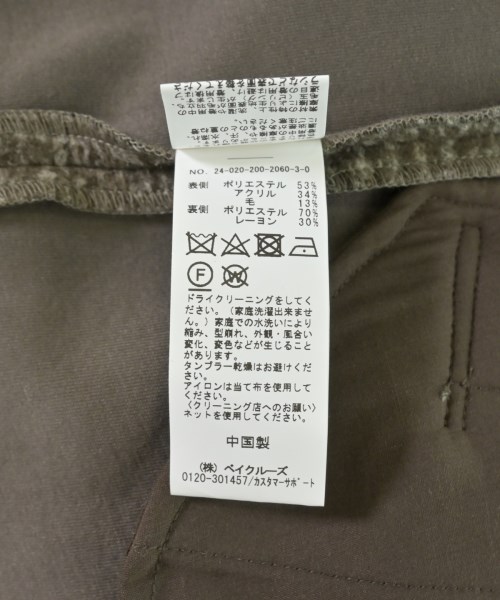 NO. 24-020-200-2060-3-0
表側 ポリエステル 53%
アクリル 34%
毛 13%
裏側 ポリエステル 70%
レーヨン 30%
F W
ドライクリーニングをしてく
ださい。（家庭洗濯出来ませ
ん。）家庭での水洗いにより
縮み、型崩れ、外観・風合い
変化、変色などが生じること
があります。
タンブラー乾燥はお避けくだ
さい。
アイロンは当て布を使用して
ください。
〈クリーニング店へのお願い〉
ネットを使用してください。
中国製
（株）ベイクルーズ
0120-301457/カスタマーサポート